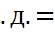 . д. =